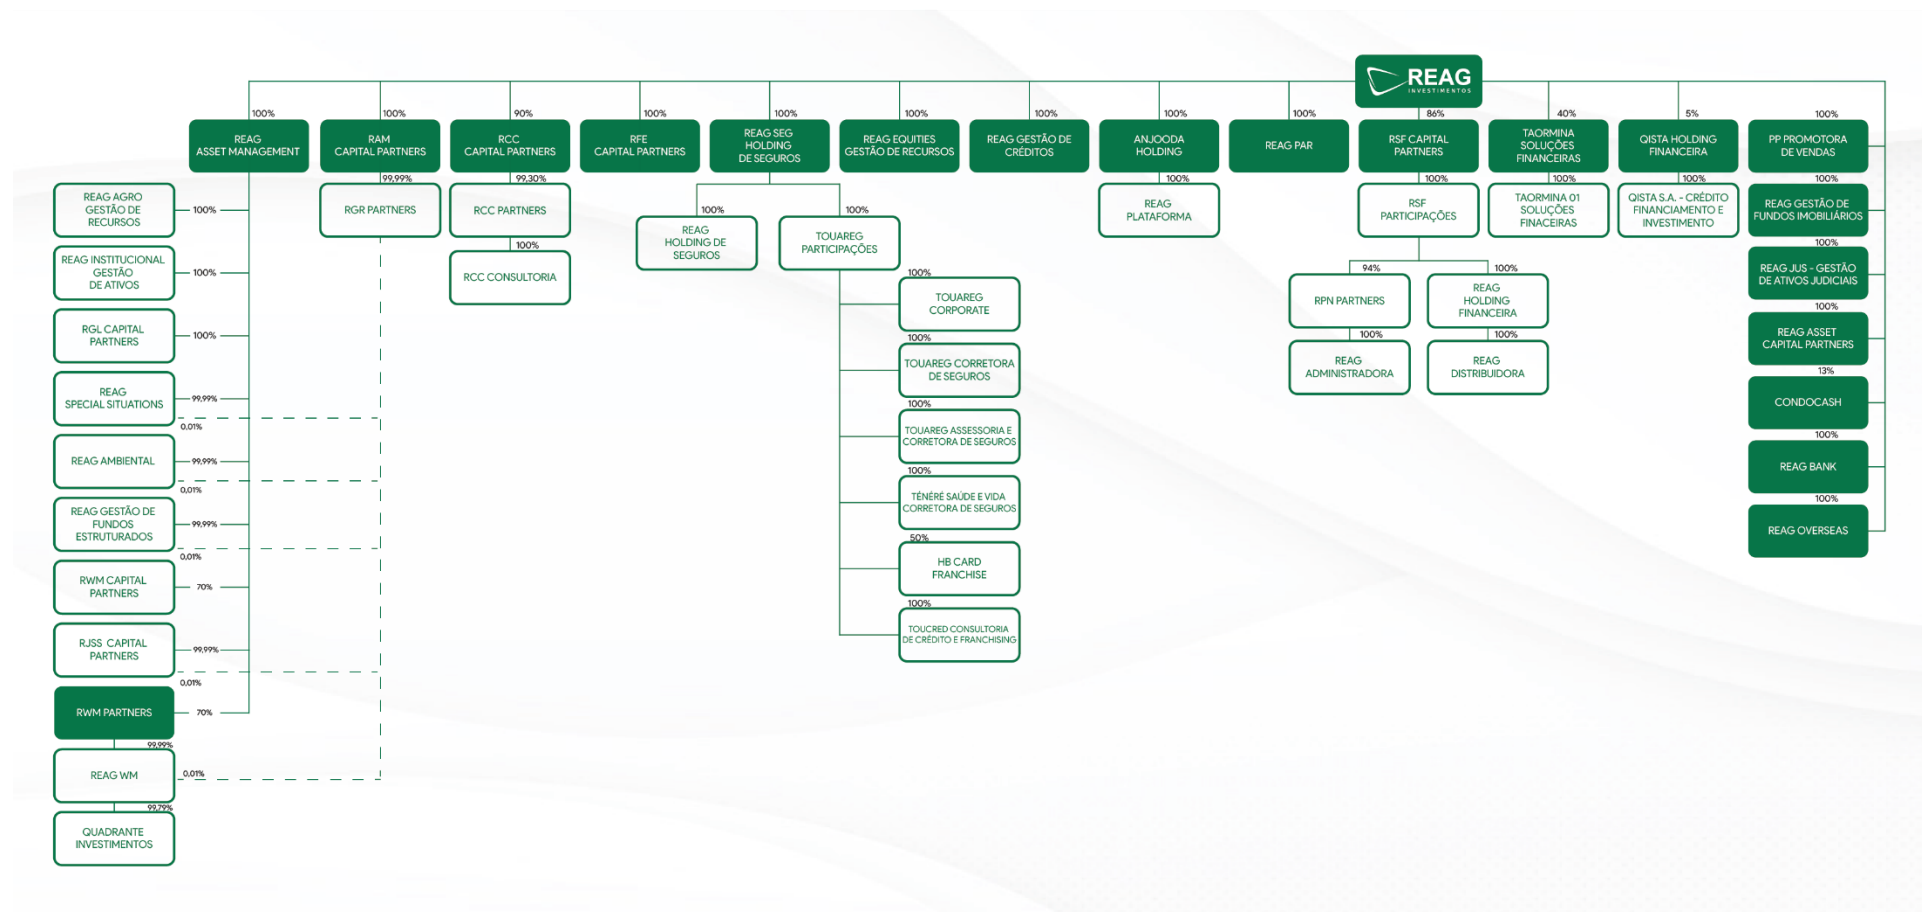 REAG
INVESTIMENTOS
100%
100%
90%
100%
100%
100%
100%
100%
100%
86%
40%
5%
100%
REAG
ASSET MANAGEMENT
RAM
CAPITAL PARTNERS
RCC
CAPITAL PARTNERS
RFE
CAPITAL PARTNERS
REAG SEG
HOLDING
DE SEGUROS
REAG EQUITIES
GESTÃO DE RECURSOS
REAG GESTÃO DE
CRÉDITOS
ANJOODA
HOLDING
REAG PAR
RSF CAPITAL
PARTNERS
TAORMINA
SOLUÇÕES
FINANCEIRAS
QISTA HOLDING
FINANCEIRA
PP PROMOTORA
DE VENDAS
REAG AGRO
GESTÃO DE
RECURSOS
100%
REAG INSTITUCIONAL
GESTÃO
DE ATIVOS
100%
RGL CAPITAL
PARTNERS
100%
REAG
SPECIAL SITUATIONS
99,99%
0,01%
REAG AMBIENTAL
99,99%
0,01%
REAG GESTÃO DE
FUNDOS
ESTRUTURADOS
99,99%
0,01%
RWM CAPITAL
PARTNERS
70%
RJSS CAPITAL
PARTNERS
99,99%
0,01%
RWM PARTNERS
70%
99,99%
REAG WM
0,01%
99,79%
QUADRANTE
INVESTIMENTOS
99,99%
RGR PARTNERS
99,30%
RCC PARTNERS
100%
RCC CONSULTORIA
100%
REAG
HOLDING DE
SEGUROS
100%
TOUAREG
PARTICIPAÇÕES
100%
TOUAREG
CORPORATE
100%
TOUAREG CORRETORA
DE SEGUROS
100%
TOUAREG ASSESSORIA E
CORRETORA DE SEGUROS
100%
TÉNÉRÉ SAÚDE E VIDA
CORRETORA DE SEGUROS
50%
HB CARD
FRANCHISE
100%
TOUCRED CONSULTORIA
DE CRÉDITO E FRANCHISING
100%
REAG
PLATAFORMA
100%
RSF
PARTICIPAÇÕES
94%
RPN PARTNERS
100%
REAG
ADMINISTRADORA
100%
REAG
HOLDING
FINANCEIRA
100%
REAG
DISTRIBUIDORA
100%
TAORMINA 01
SOLUÇÕES
FINACEIRAS
100%
QISTA S.A. - CRÉDITO
FINANCIAMENTO E
INVESTIMENTO
100%
REAG GESTÃO DE
FUNDOS IMOBILIÁRIOS
100%
REAG JUS - GESTÃO
DE ATIVOS JUDICIAIS
100%
REAG ASSET
CAPITAL PARTNERS
13%
CONDOCASH
100%
REAG BANK
100%
REAG OVERSEAS